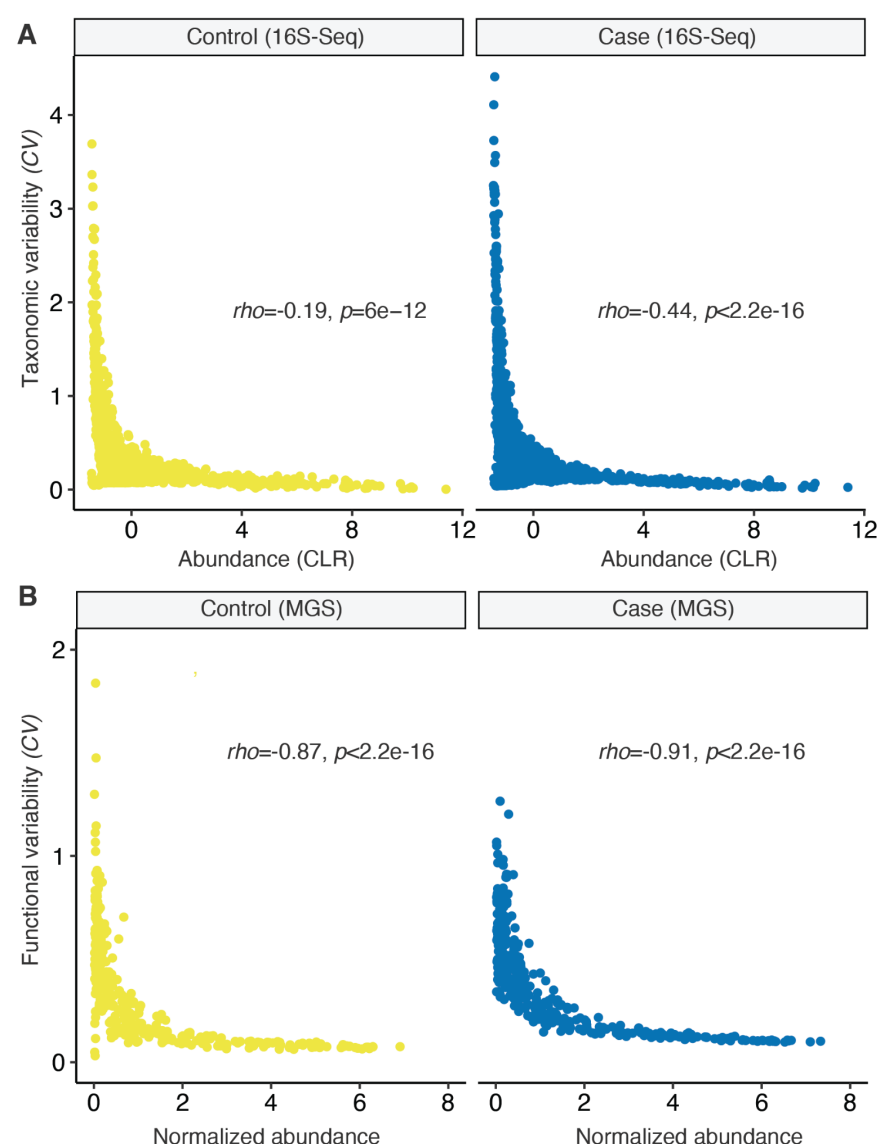 A
Control (16S-Seq)
Case (16S-Seq)
Taxonomic variability (CV)
4
3
2
1
0
rho=-0.19, p=6e−12
rho=-0.44, p<2.2e-16
0 4 8 12
0 4 8 12
Abundance (CLR)
Abundance (CLR)
B
Control (MGS)
Case (MGS)
Functional variability (CV)
2
1
0
rho=-0.87, p<2.2e-16
rho=-0.91, p<2.2e-16
0 2 4 6 8
0 2 4 6 8
Normalized abundance
Normalized abundance